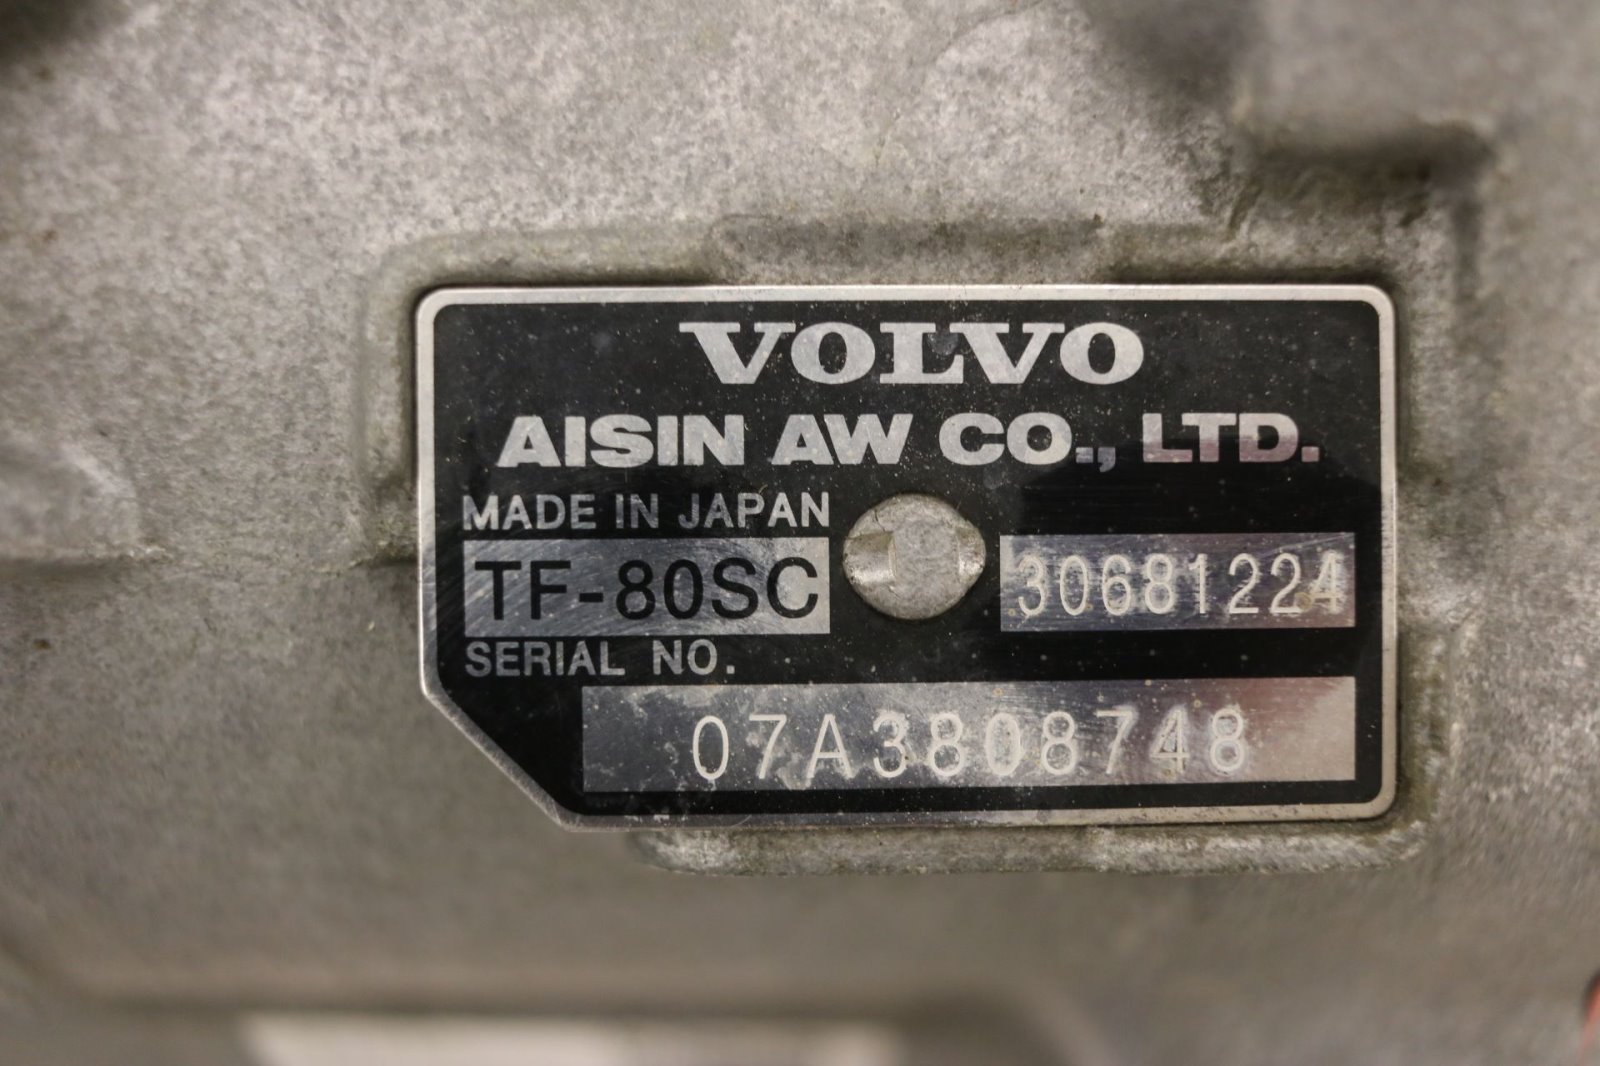 VOLVO
AISIN AW CO., LTD.
MADE IN JAPAN
TF-80SC 30681224
SERIAL NO.
07A3808748